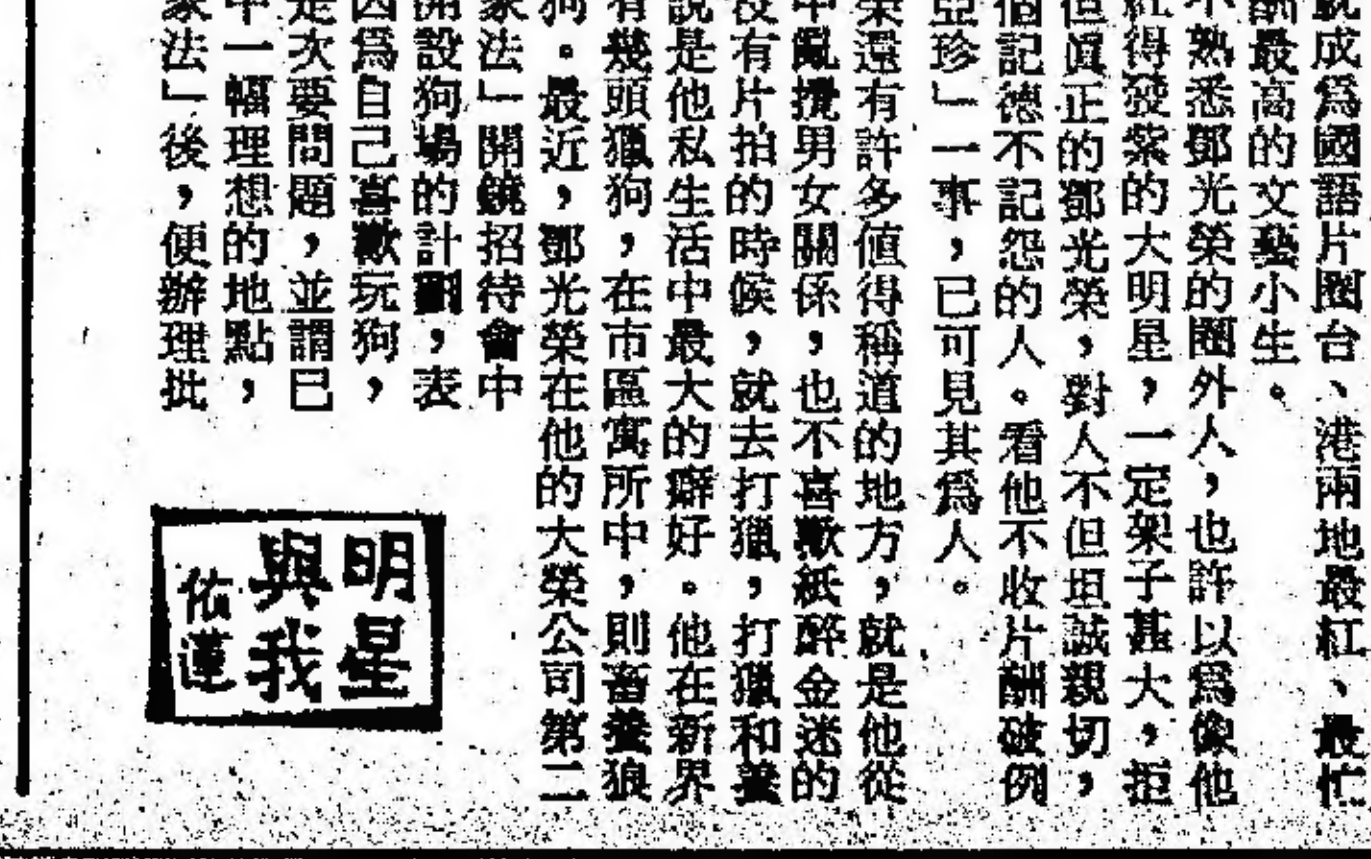 就成爲國語片圈台、港兩地最紅、最忙
酬最高的文藝小生。
不熟悉鄧光榮的圈外人，也許以爲像他
紅得發紫的大明星，一定架子甚大，拒
但眞正的鄧光榮，對人不但坦誠親切，
個記德不記怨的人。看他不收片酬破例
亞珍」一事，已可見其爲人。
榮還有許多值得稱道的地方，就是他從
中亂攪男女關係，也不喜歡紙醉金迷的
沒有片拍的時候，就去打獵，打獵和養
說是他私生活中最大的癖好。他在新界
有幾頭獵狗，在市區寓所中，則畜養狼
狗。最近，鄧光榮在他的大榮公司第二
家法」開鏡招待會中
開設狗場的計劃，表
因爲自己喜歡玩狗，
是次要問題，並謂已
中一幅理想的地點，
家法」後，便辦理批
明星
與我
依蓮